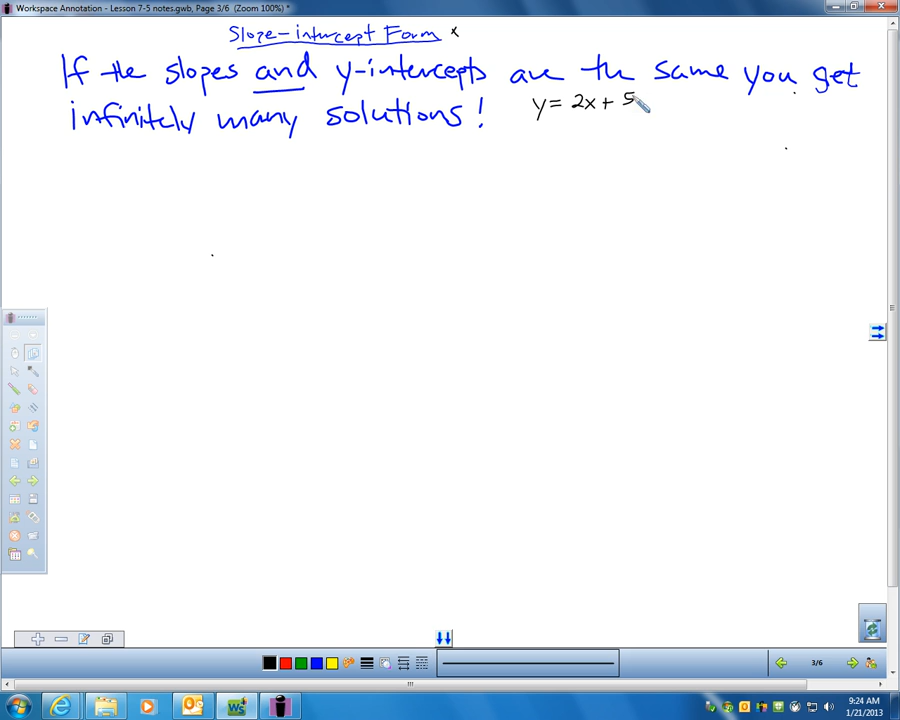 Workspace Annotation - Lesson 7-5 notes.gwb, Page 3/6 (Zoom 100%) *
Slope-intercept Form x
If the slopes and y-intercepts are the same you get
infinitely many solutions! y = 2x + 5
3/6
9:24 AM
1/21/2013